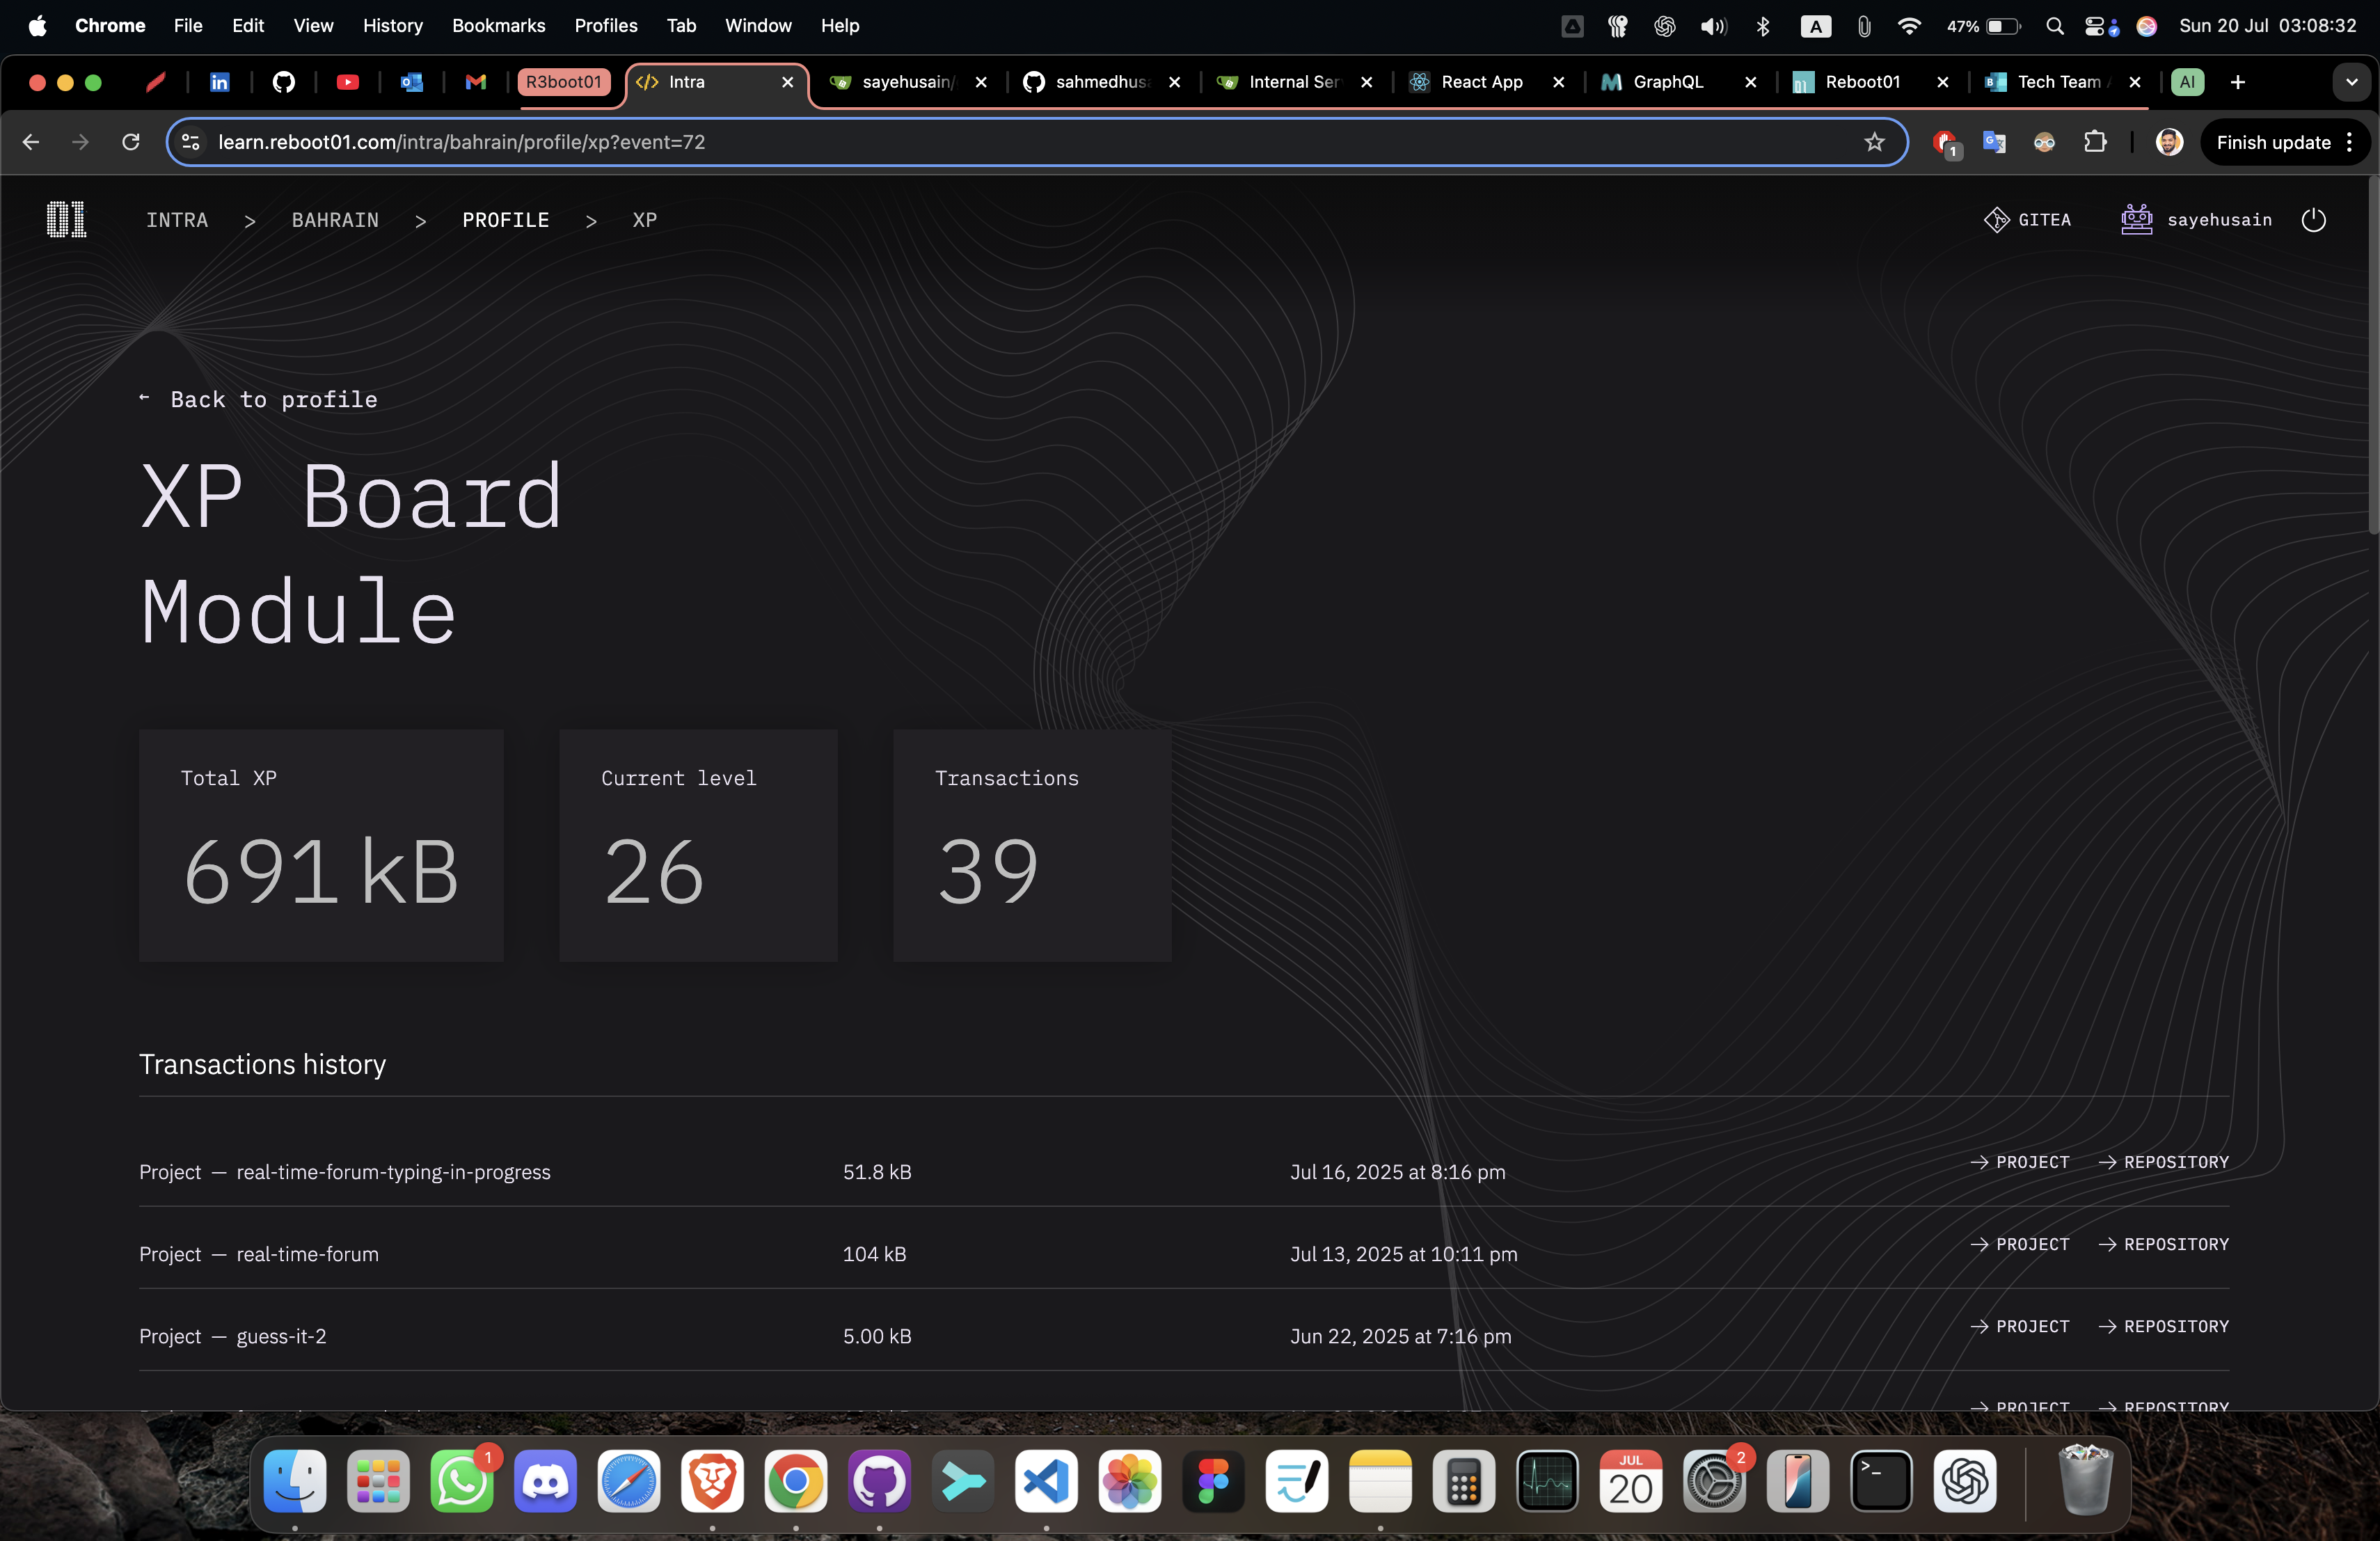 Chrome File Edit View History Bookmarks Profiles Tab Window Help A 47% Sun 20 Jul 03:08:32
R3boot01 Intra sayehusain/ sahmedhusa Internal Ser React App GraphQL Reboot01 Tech Team AI
learn.reboot01.com/intra/bahrain/profile/xp?event=72 1 Finish update
01 INTRA > BAHRAIN > PROFILE > XP GITEA sayehusain
← Back to profile
XP Board
Module
Total XP Current level Transactions
691 kB 26 39
Transactions history
Project — real-time-forum-typing-in-progress 51.8 kB Jul 16, 2025 at 8:16 pm → PROJECT → REPOSITORY
Project — real-time-forum 104 kB Jul 13, 2025 at 10:11 pm → PROJECT → REPOSITORY
Project — guess-it-2 5.00 kB Jun 22, 2025 at 7:16 pm → PROJECT → REPOSITORY
→ PROJECT → REPOSITORY
1 JUL 20 2 >_